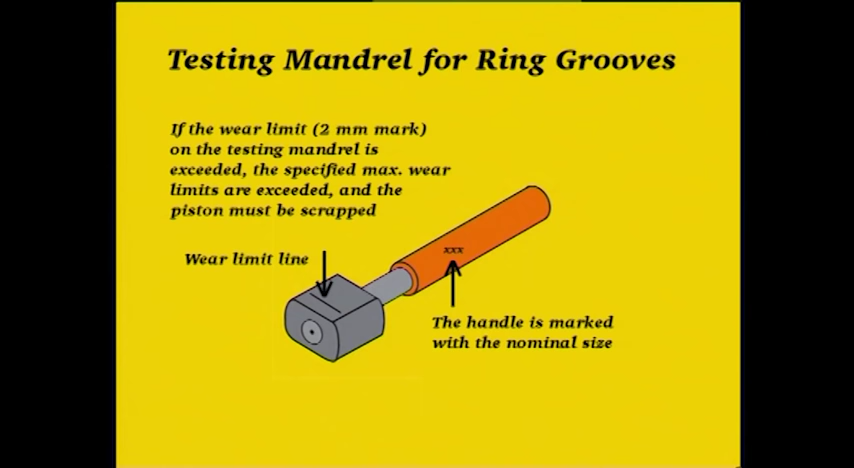 Testing Mandrel for Ring Grooves
If the wear limit (2 mm mark)
on the testing mandrel is
exceeded, the specified max. wear
limits are exceeded, and the
piston must be scrapped
xxx
Wear limit line
The handle is marked
with the nominal size